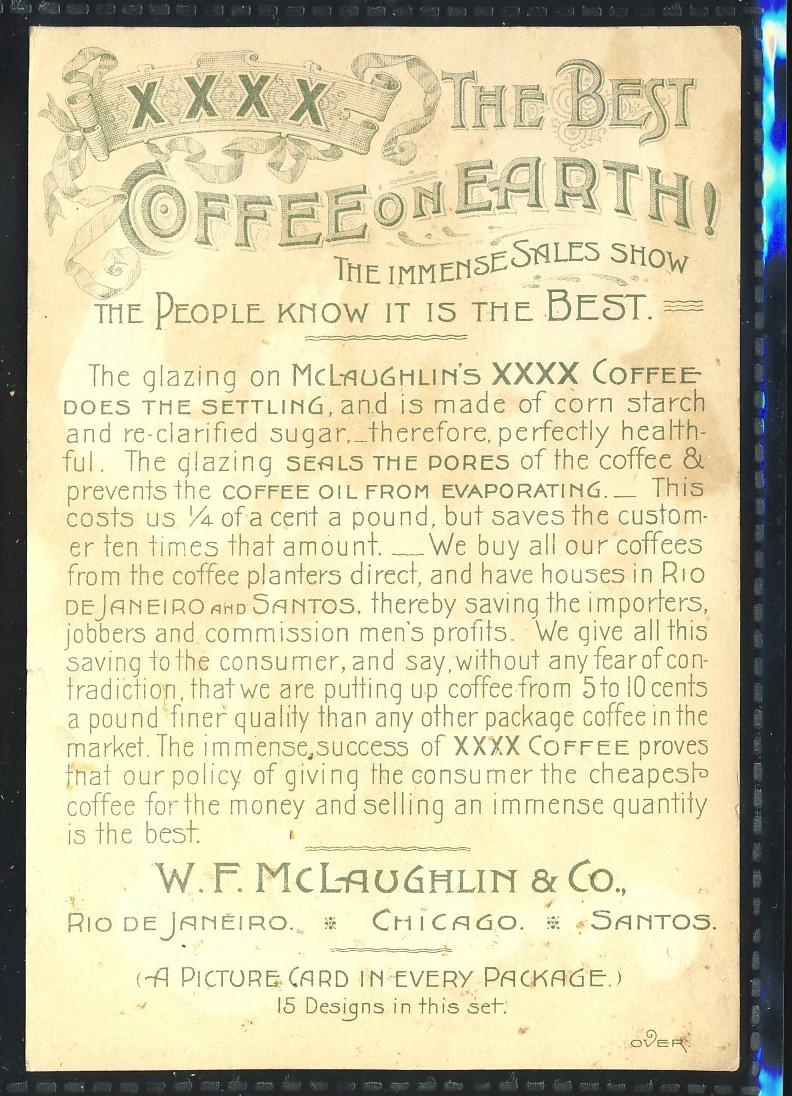 XXXX THE BEST
COFFEE ON EARTH!
THE IMMENSE SALES SHOW
THE PEOPLE KNOW IT IS THE BEST.
The glazing on McLAUGHLIN'S XXXX COFFEE
DOES THE SETTLING, and is made of corn starch
and re-clarified sugar,_therefore, perfectly health-
ful. The glazing SEALS THE PORES of the coffee &
prevents the COFFEE OIL FROM EVAPORATING. _ This
costs us ¼ of a cent a pound, but saves the custom-
er ten times that amount. __We buy all our coffees
from the coffee planters direct, and have houses in RIO
DE JANEIRO AND SANTOS, thereby saving the importers,
jobbers and commission men's profits. We give all this
saving to the consumer, and say, without any fear of con-
tradiction, that we are putting up coffee from 5 to 10 cents
a pound finer quality than any other package coffee in the
market. The immense success of XXXX COFFEE proves
that our policy of giving the consumer the cheapest
coffee for the money and selling an immense quantity
is the best.
W. F. McLAUGHLIN & CO.,
RIO DE JANEIRO. ※ CHICAGO. ※ SANTOS.
(A PICTURE CARD IN EVERY PACKAGE.)
15 Designs in this set.
OVER.